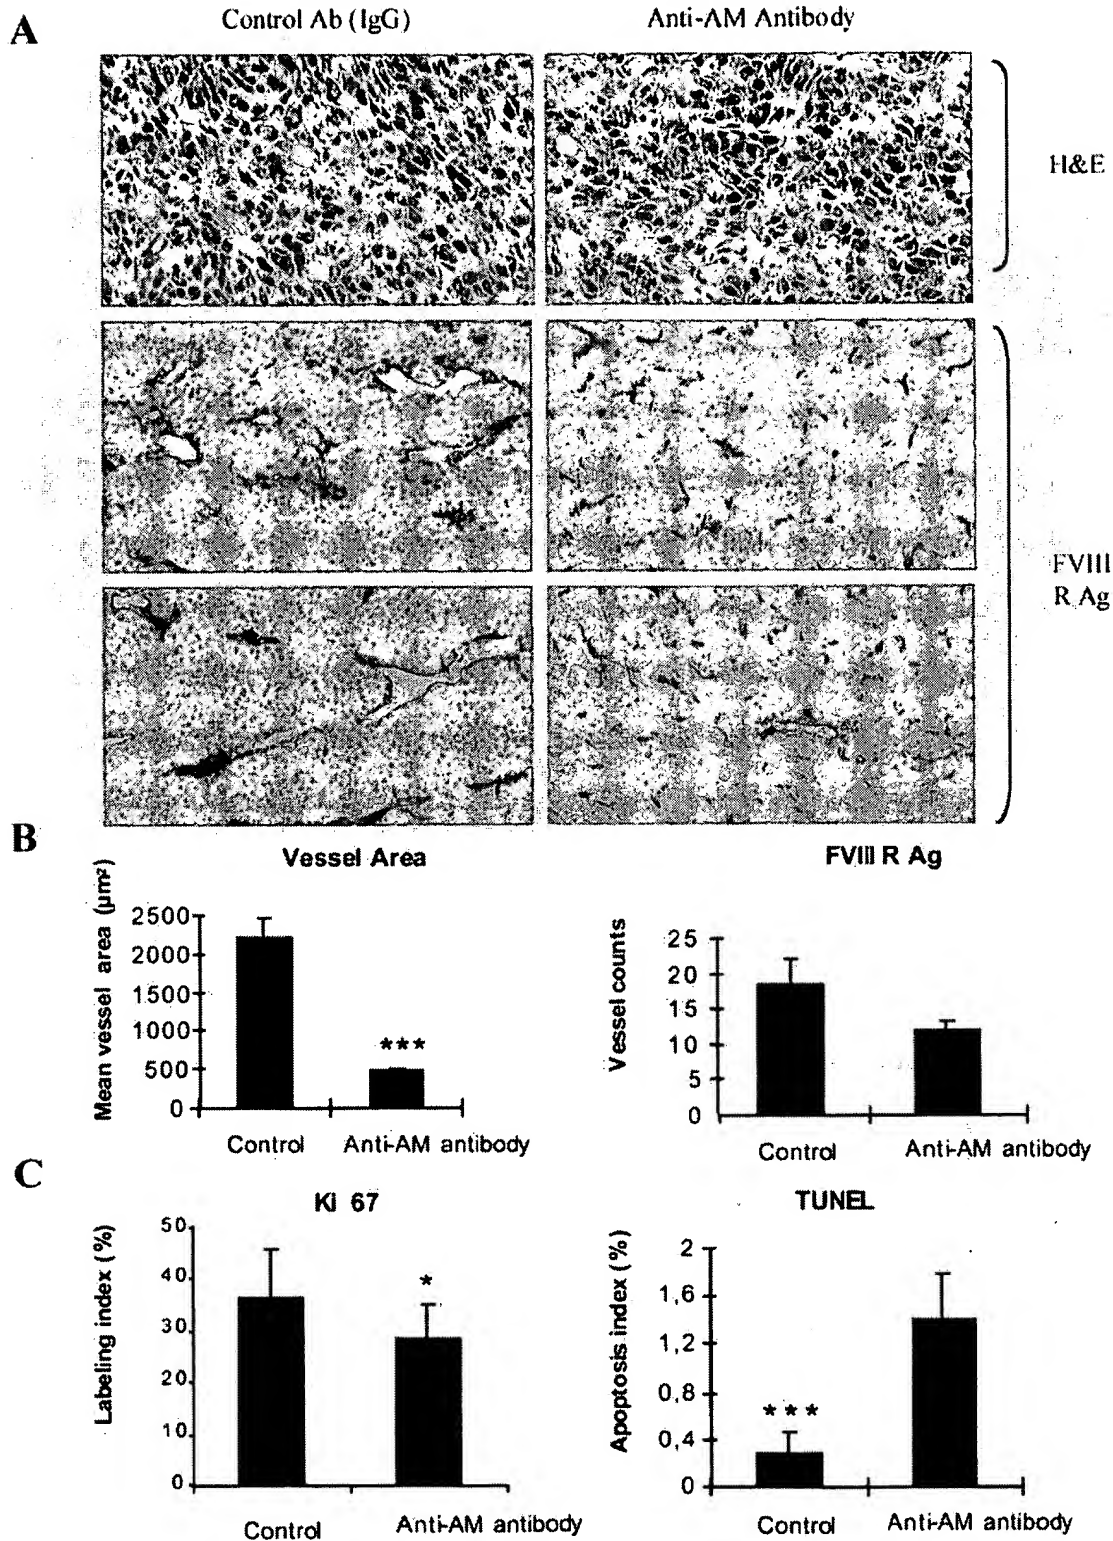 A
Control Ab (IgG)
Anti-AM Antibody
H&E
FVIII
R Ag
B
Vessel Area
Mean vessel area (µm²)
2500
2000
1500
1000
500
0
***
Control
Anti-AM antibody
FVIII R Ag
Vessel counts
25
20
15
10
5
0
Control
Anti-AM antibody
C
Ki 67
Labeling index (%)
50
40
30
20
10
0
*
Control
Anti-AM antibody
TUNEL
Apoptosis index (%)
2
1,6
1,2
0,8
0,4
0
***
Control
Anti-AM antibody